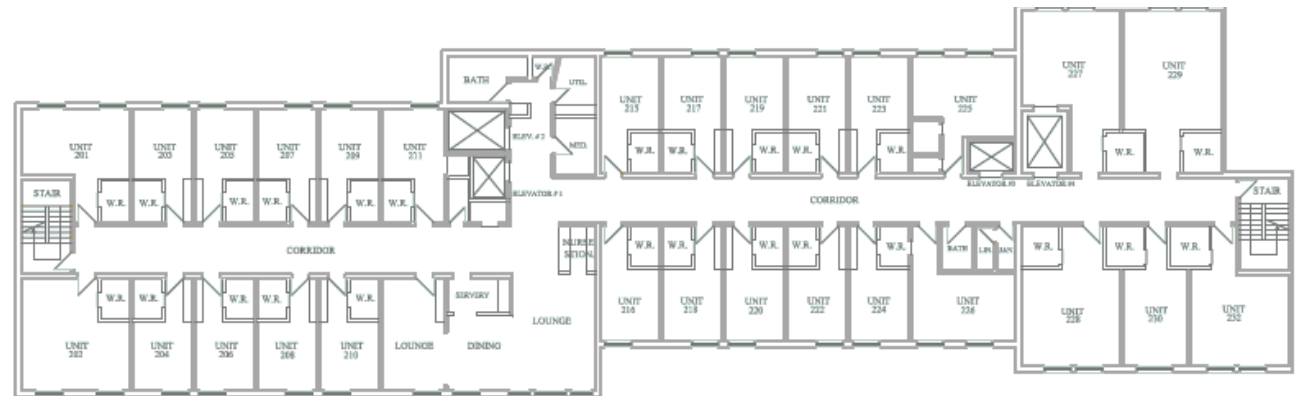 BATH
UTIL
MED.
ELEV. # 2
ELEVATOR # 1
UNIT
201
UNIT
203
UNIT
205
UNIT
207
UNIT
209
UNIT
211
STAIR
W.R.
W.R.
W.R.
W.R.
W.R.
W.R.
CORRIDOR
W.R.
W.R.
W.R.
W.R.
W.R.
UNIT
202
UNIT
204
UNIT
206
UNIT
208
UNIT
210
LOUNGE
DINING
SERVERY
LOUNGE
UNIT
215
UNIT
217
UNIT
219
UNIT
221
UNIT
223
UNIT
225
UNIT
227
UNIT
229
W.R.
W.R.
W.R.
W.R.
W.R.
W.R.
W.R.
ELEVATOR #3
ELEVATOR #4
CORRIDOR
STAIR
W.R.
W.R.
W.R.
W.R.
W.R.
BATH
LIN.
JAN.
W.R.
W.R.
W.R.
UNIT
216
UNIT
218
UNIT
220
UNIT
222
UNIT
224
UNIT
226
UNIT
228
UNIT
230
UNIT
232